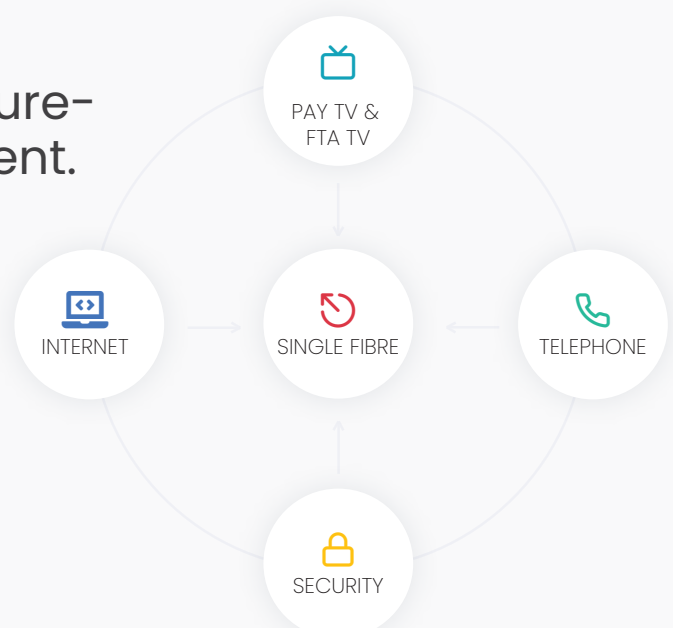 ure-
ent.
PAY TV &
FTA TV
INTERNET
SINGLE FIBRE
TELEPHONE
SECURITY